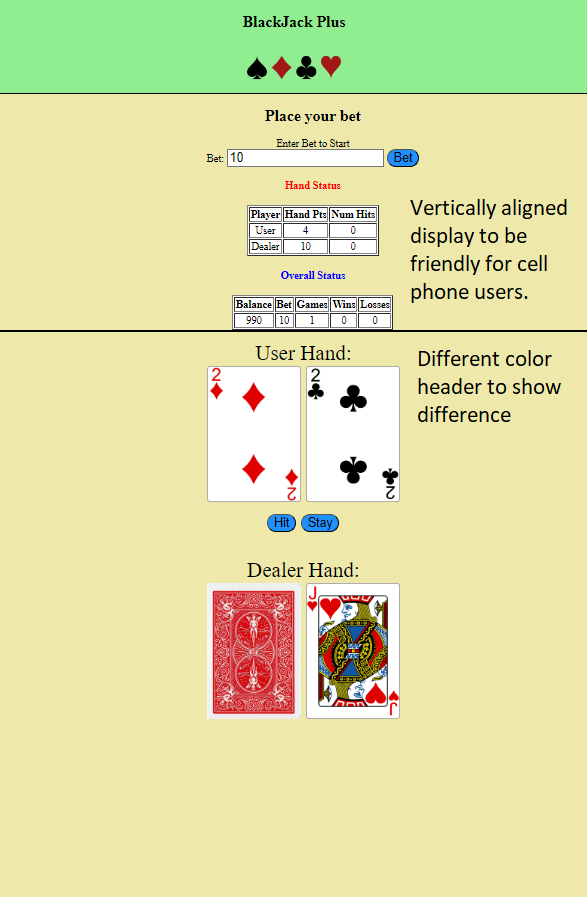 BlackJack Plus
♠♦♣♥
Place your bet
Enter Bet to Start
Bet: 10 Bet
Hand Status
Player Hand Pts Num Hits
User 4 0
Dealer 10 0
Vertically aligned
display to be
friendly for cell
phone users.
Overall Status
Balance Bet Games Wins Losses
990 10 1 0 0
User Hand:
Different color
header to show
difference
2 2
2 2
Hit Stay
Dealer Hand:
J
J